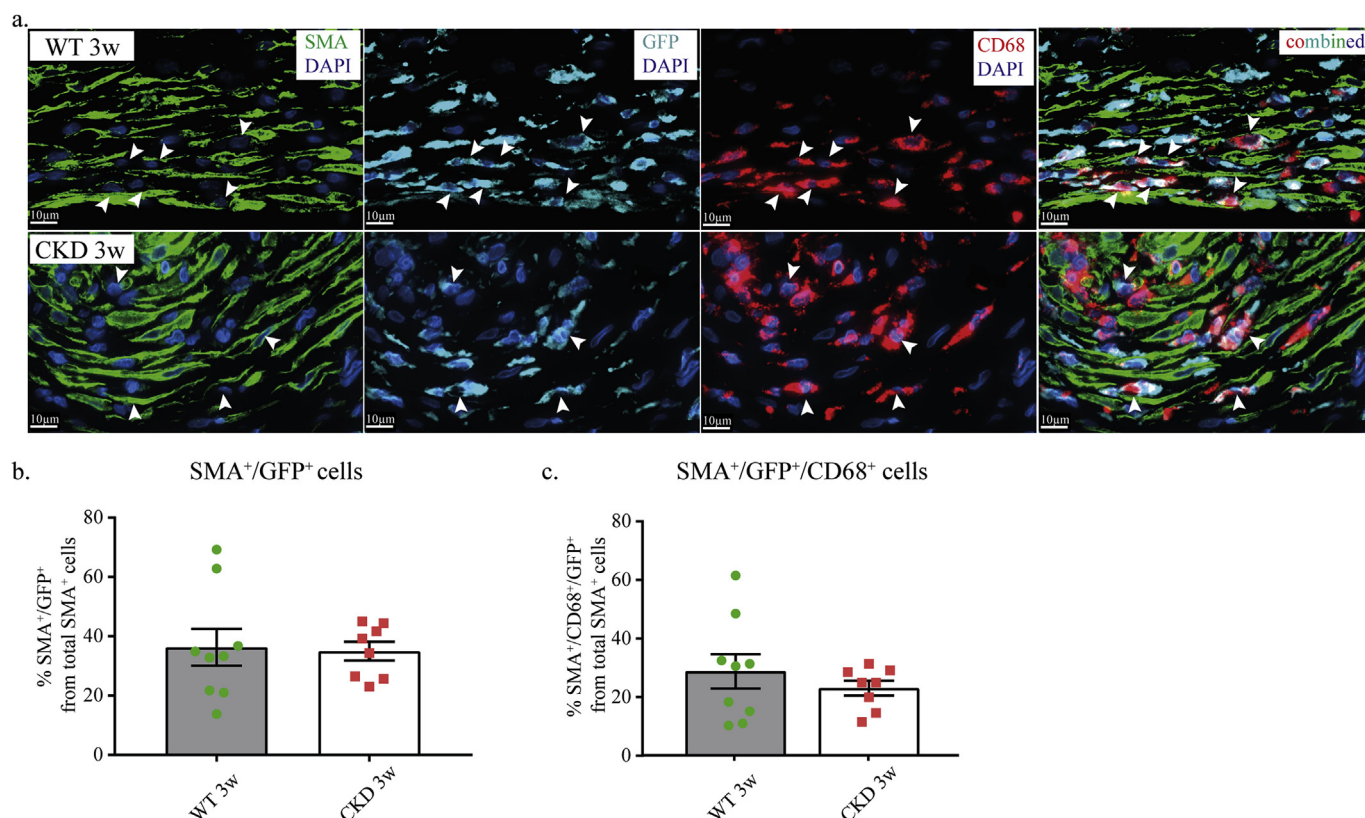 a.
WT 3w
SMA
DAPI
GFP
DAPI
CD68
DAPI
combined
10μm
10μm
10μm
10μm
CKD 3w
10μm
10μm
10μm
10μm
b.
SMA⁺/GFP⁺ cells
% SMA⁺/GFP⁺
from total SMA⁺ cells
80
60
40
20
0
WT 3w
CKD 3w
c.
SMA⁺/GFP⁺/CD68⁺ cells
% SMA⁺/CD68⁺/GFP⁺
from total SMA⁺ cells
80
60
40
20
0
WT 3w
CKD 3w